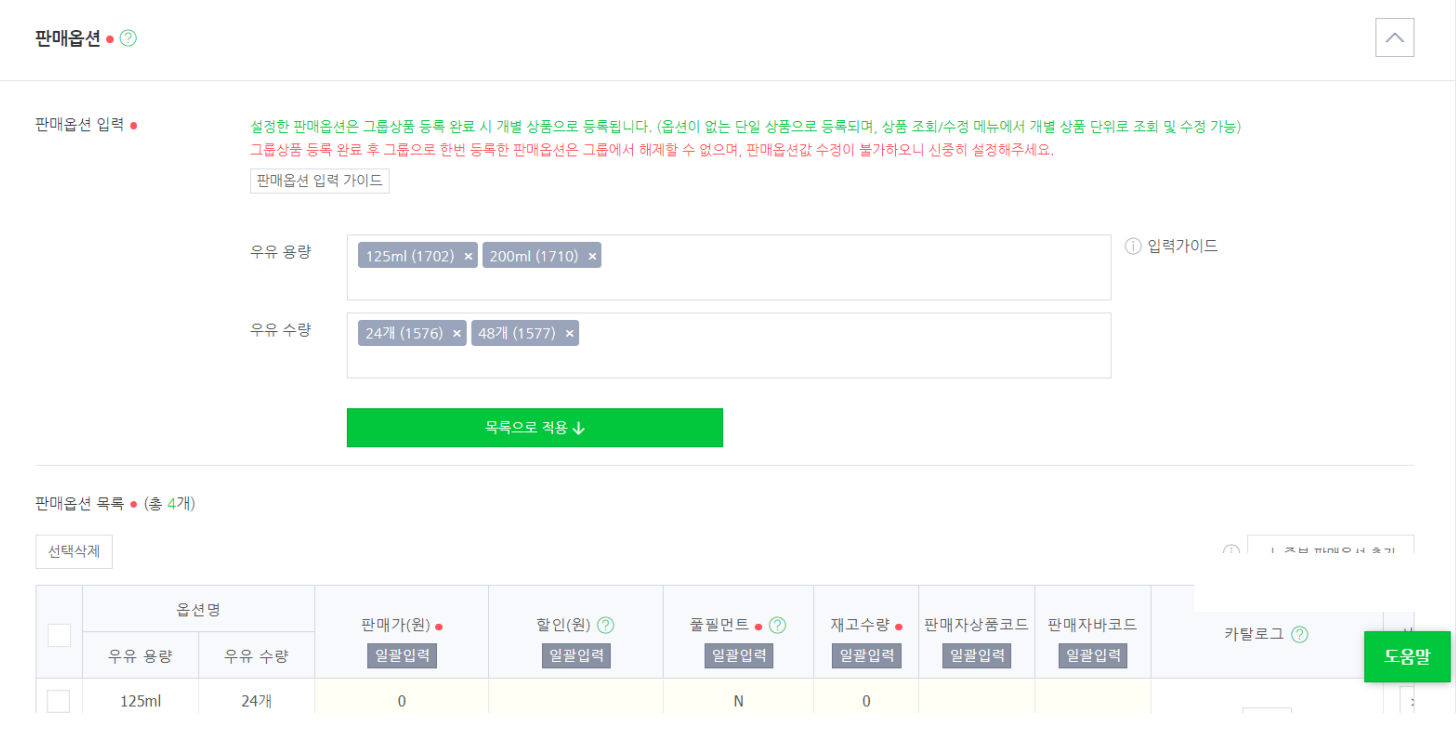 판매옵션
판매옵션 입력
설정한 판매옵션은 그룹상품 등록 완료 시 개별 상품으로 등록됩니다. (옵션이 없는 단일 상품으로 등록되며, 상품 조회/수정 메뉴에서 개별 상품 단위로 조회 및 수정 가능)
그룹상품 등록 완료 후 그룹으로 한번 등록한 판매옵션은 그룹에서 해제할 수 없으며, 판매옵션값 수정이 불가하오니 신중히 설정해주세요.
판매옵션 입력 가이드
우유 용량 125ml (1702) × 200ml (1710) × 입력가이드
우유 수량 24개 (1576) × 48개 (1577) ×
목록으로 적용 ↓
판매옵션 목록 (총 4개)
선택삭제
옵션명
판매가(원) 할인(원) 풀필먼트 재고수량 판매자상품코드 판매자바코드
카탈로그
우유 용량 우유 수량 일괄입력 일괄입력 일괄입력 일괄입력 일괄입력 일괄입력
도움말
125ml 24개 0 N 0